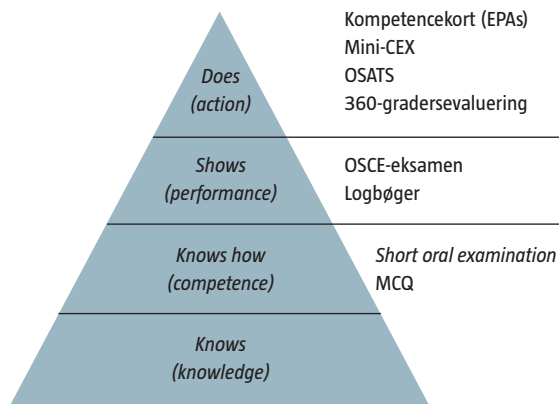 Does
(action)
Kompetencekort (EPAs)
Mini-CEX
OSATS
360-gradersevaluering
Shows
(performance)
OSCE-eksamen
Logbøger
Knows how
(competence)
Short oral examination
MCQ
Knows
(knowledge)